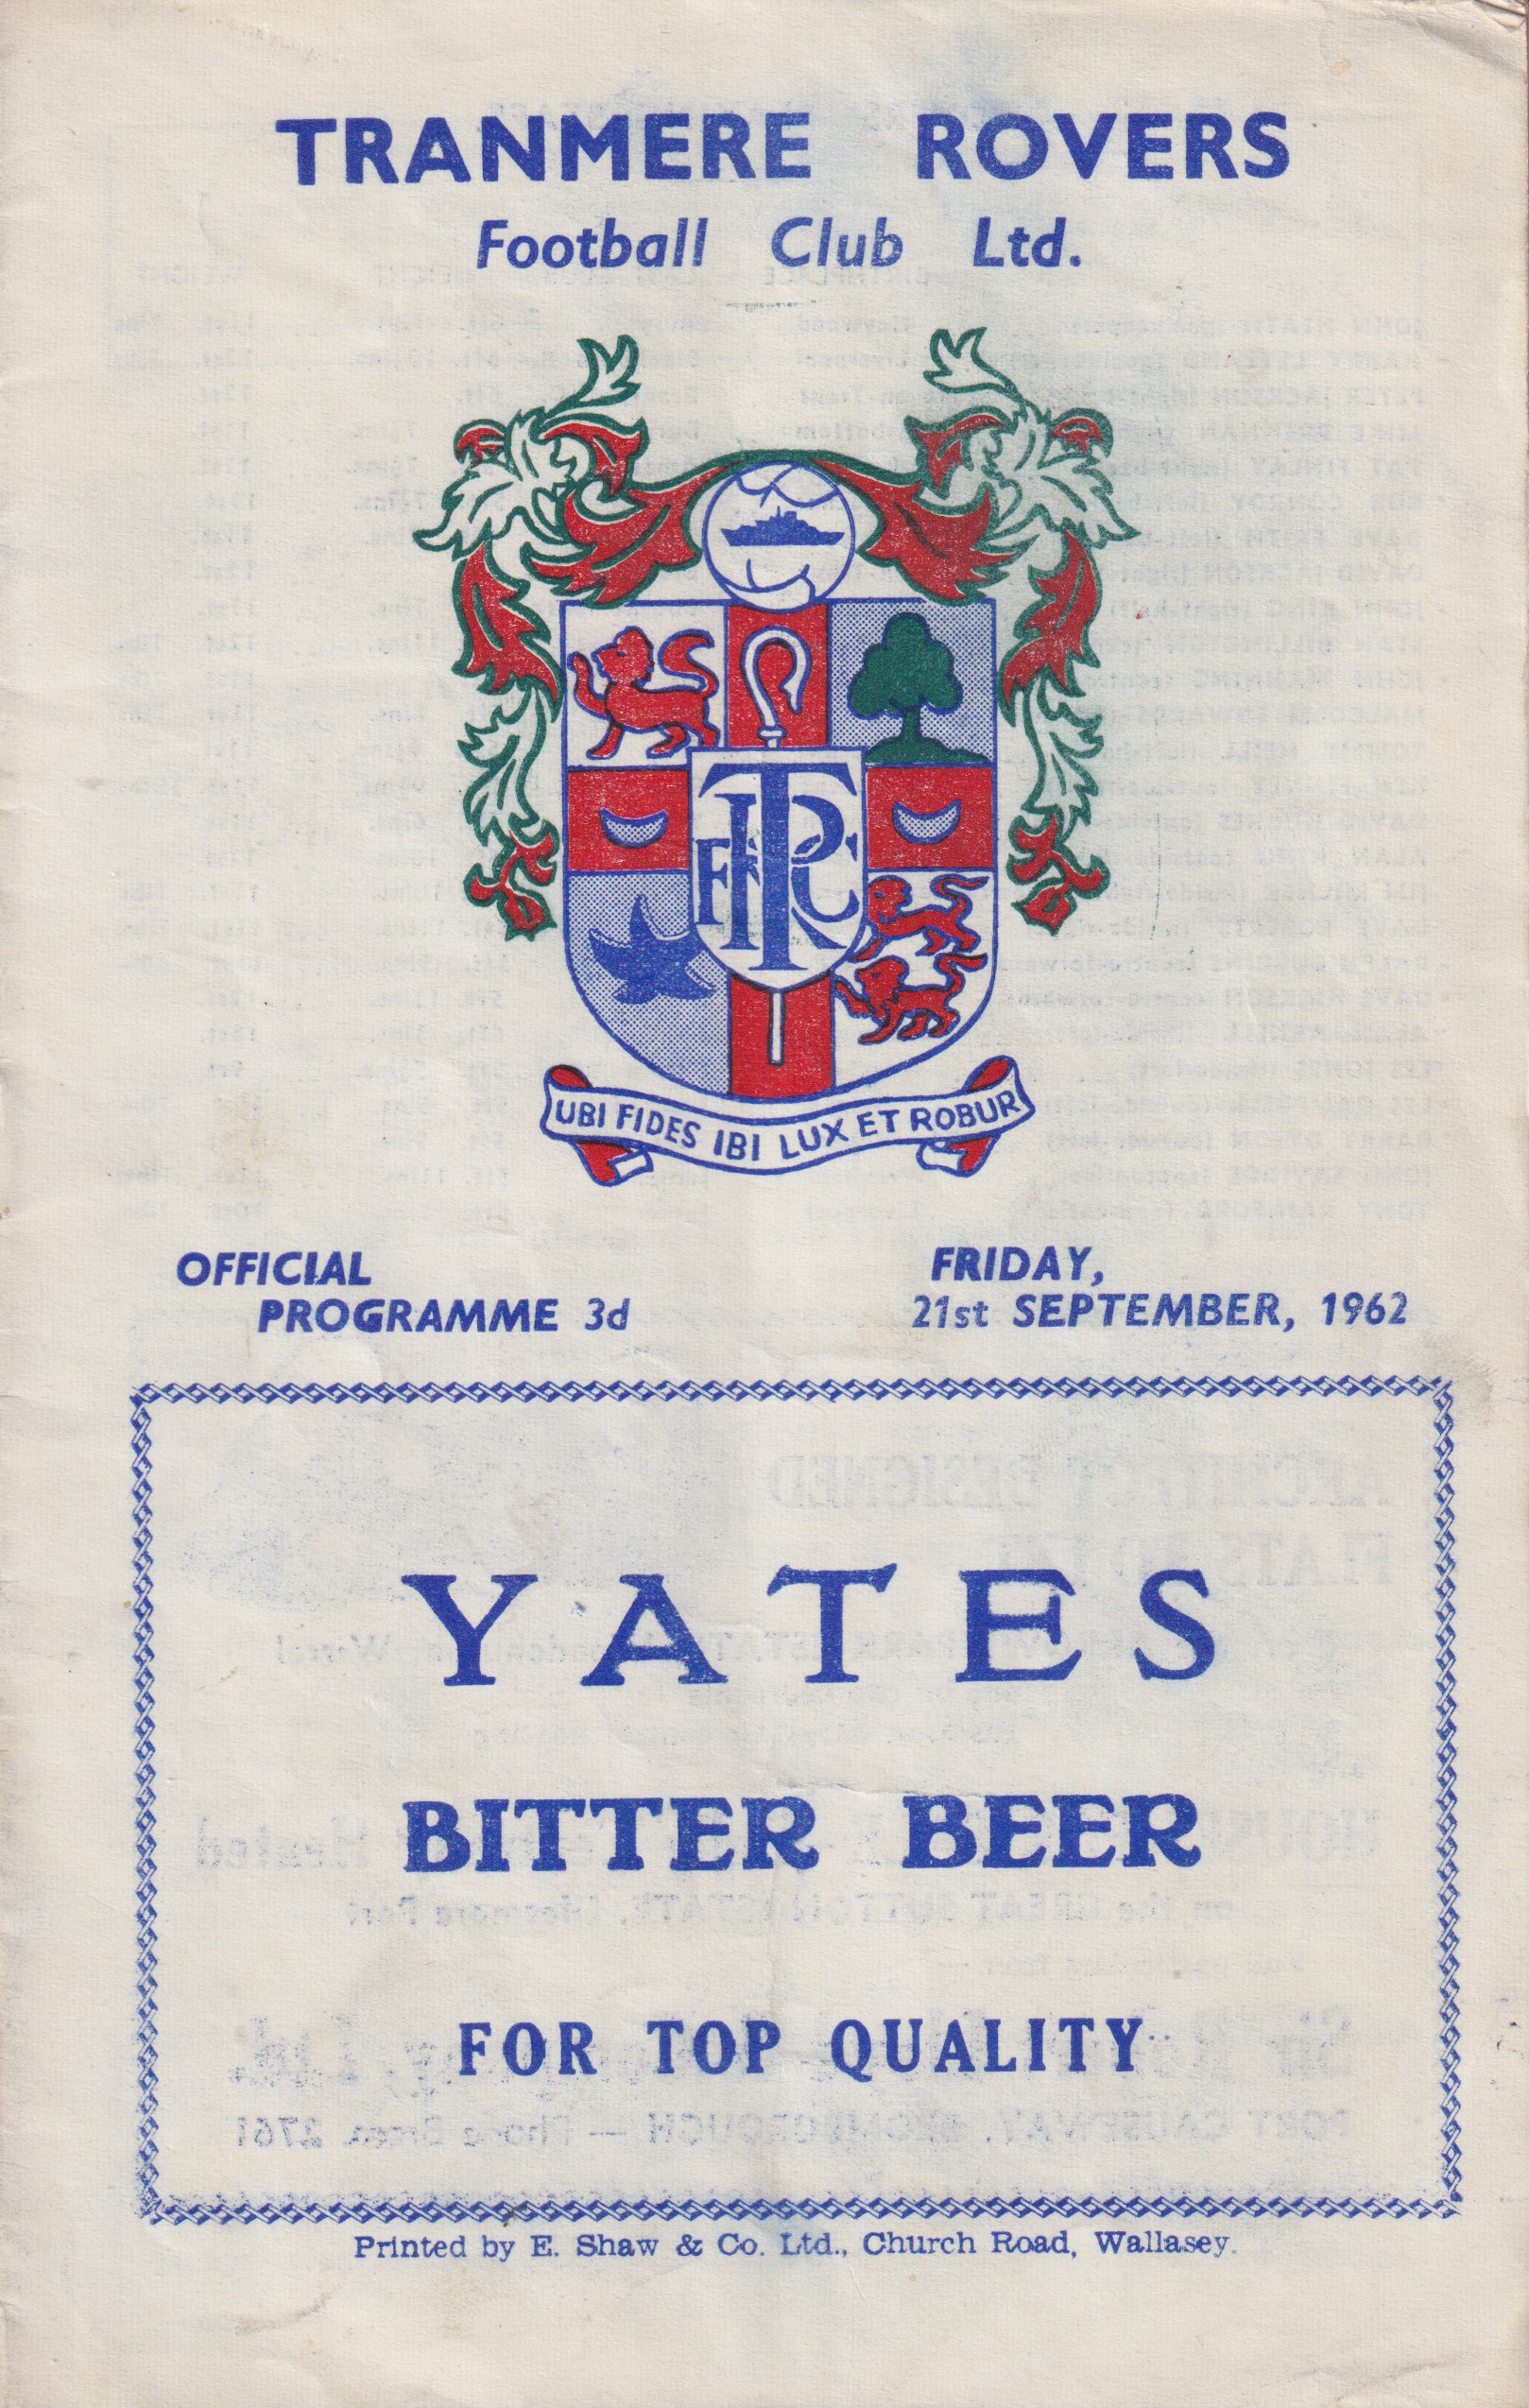 TRANMERE ROVERS
Football Club Ltd.
TRFC
UBI FIDES IBI LUX ET ROBUR
OFFICIAL
PROGRAMME 3d
FRIDAY,
21st SEPTEMBER, 1962
YATES
BITTER BEER
FOR TOP QUALITY
Printed by E. Shaw & Co. Ltd., Church Road, Wallasey.